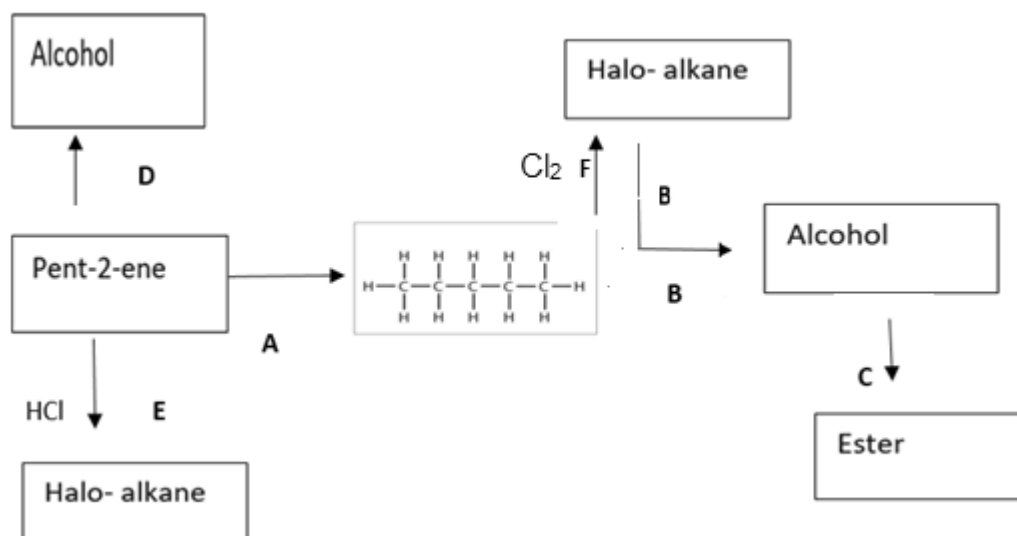 Alcohol
Halo- alkane
D
Cl₂ F
B
Pent-2-ene
H H H H H
H C C C C C H
H H H H H
Alcohol
B
A
C
HCl E
Ester
Halo- alkane